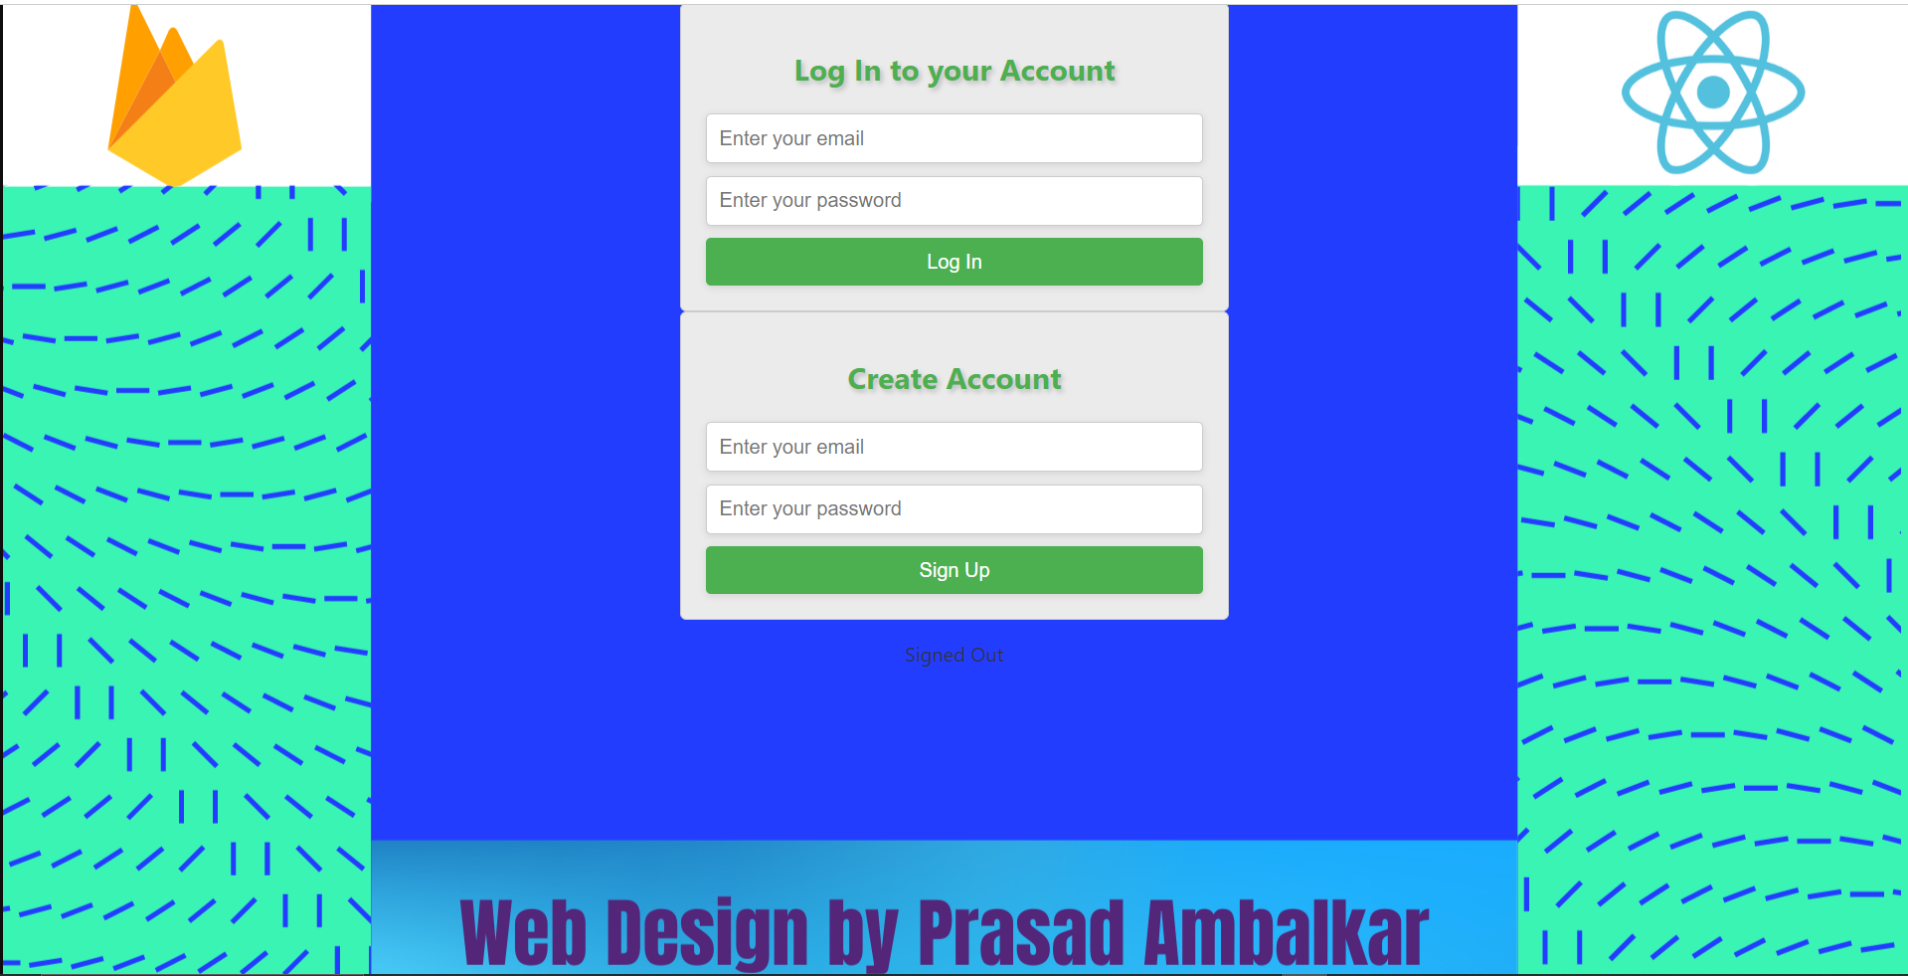 Log In to your Account
Enter your email
Enter your password
Log In
Create Account
Enter your email
Enter your password
Sign Up
Signed Out
Web Design by Prasad Ambalkar